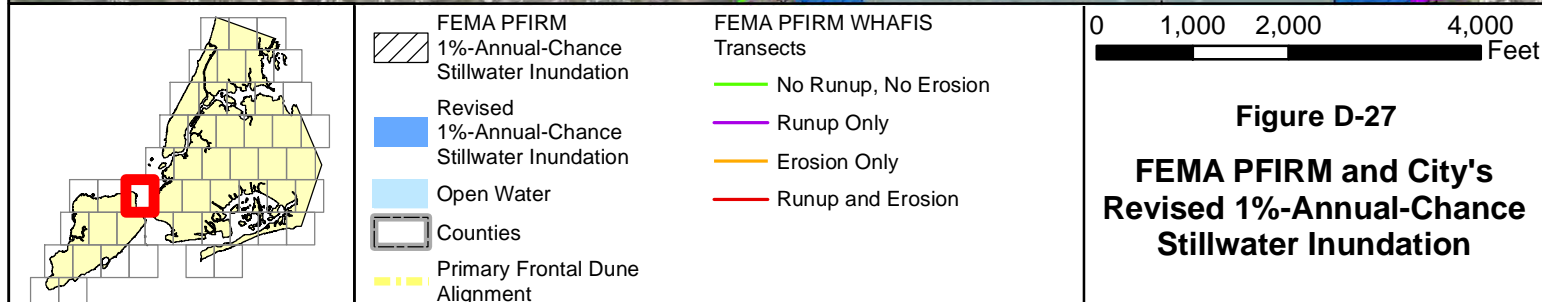 FEMA PFIRM
1%-Annual-Chance
Stillwater Inundation
Revised
1%-Annual-Chance
Stillwater Inundation
Open Water
Counties
Primary Frontal Dune
Alignment
FEMA PFIRM WHAFIS
Transects
No Runup, No Erosion
Runup Only
Erosion Only
Runup and Erosion
0 1,000 2,000 4,000
Feet
Figure D-27
FEMA PFIRM and City's
Revised 1%-Annual-Chance
Stillwater Inundation